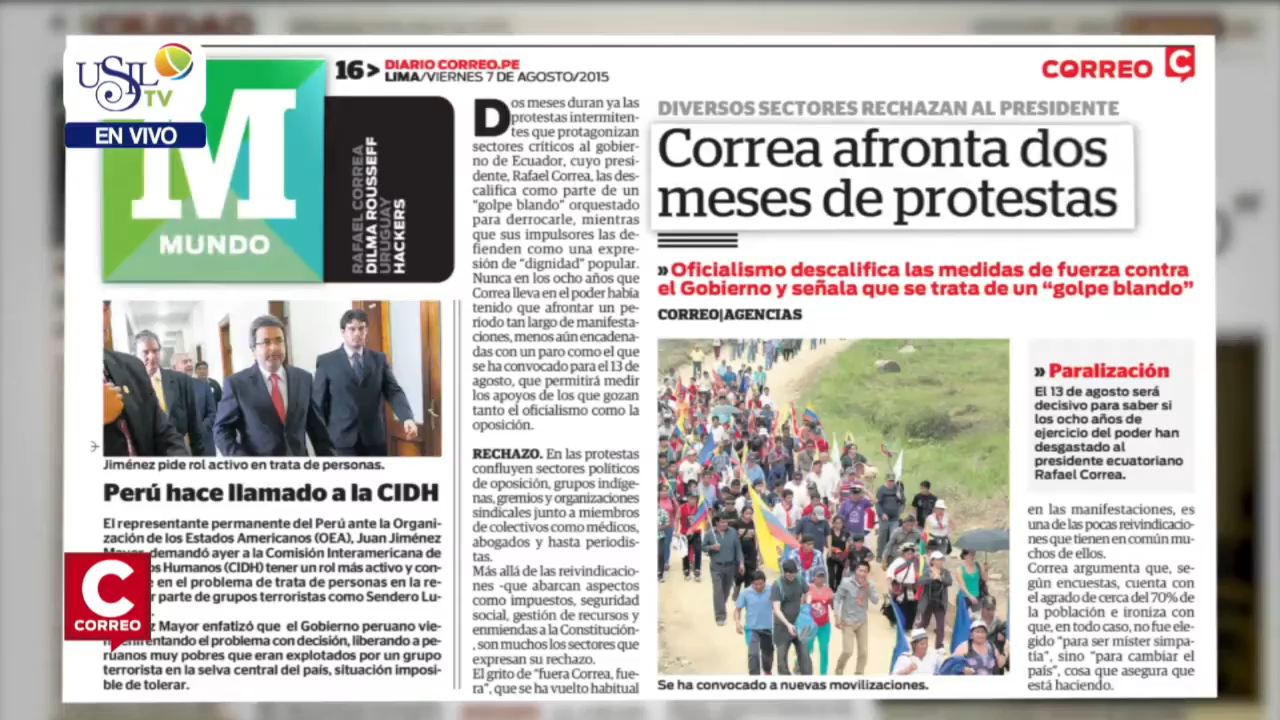 USIL
TV
EN VIVO
M
MUNDO
RAFAEL CORREA
DILMA ROUSSEFF
URUGUAY
HACKERS
16> DIARIO CORREO.PE
LIMA/VIERNES 7 DE AGOSTO/2015
CORREO C
Jiménez pide rol activo en trata de personas.
Perú hace llamado a la CIDH
El representante permanente del Perú ante la Organi-
zación de los Estados Americanos (OEA), Juan Jiménez
demandó ayer a la Comisión Interamericana de
Humanos (CIDH) tener un rol más activo y con-
en el problema de trata de personas en la re-
parte de grupos terroristas como Sendero Lu-
Mayor enfatizó que el Gobierno peruano
enfrentando el problema con decisión, liberando a pe-
ruanos muy pobres que eran explotados por un grupo
terrorista en la selva central del país, situación imposi-
ble de tolerar.
C
CORREO
Dos meses duran ya las
protestas intermiten-
tes que protagonizan
sectores críticos al gobier-
no de Ecuador, cuyo presi-
dente, Rafael Correa, las des-
califica como parte de un
“golpe blando” orquestado
para derrocarle, mientras
que sus impulsores las de-
fienden como una expre-
sión de “dignidad” popular.
Nunca en los ocho años que
Correa lleva en el poder había
tenido que afrontar un pe-
ríodo tan largo de manifesta-
ciones, menos aún encadena-
das con un paro como el que
se ha convocado para el 13 de
agosto, que permitirá medir
los apoyos de los que gozan
tanto el oficialismo como la
oposición.
RECHAZO. En las protestas
confluyen sectores políticos
de oposición, grupos indíge-
nas, gremios y organizaciones
sindicales junto a miembros
de colectivos como médicos,
abogados y hasta periodis-
tas.
Más allá de las reivindicacio-
nes -que abarcan aspectos
como impuestos, seguridad
social, gestión de recursos y
enmiendas a la Constitución-
, son muchos los sectores que
expresan su rechazo.
El grito de “fuera Correa, fue-
ra”, que se ha vuelto habitual
DIVERSOS SECTORES RECHAZAN AL PRESIDENTE
Correa afronta dos
meses de protestas
» Oficialismo descalifica las medidas de fuerza contra
el Gobierno y señala que se trata de un “golpe blando”
CORREO|AGENCIAS
Se ha convocado a nuevas movilizaciones.
» Paralización
El 13 de agosto será
decisivo para saber si
los ocho años de
ejercicio del poder han
desgastado al
presidente ecuatoriano
Rafael Correa.
en las manifestaciones, es
una de las pocas reivindicacio-
nes que tienen en común mu-
chos de ellos.
Correa argumenta que, se-
gún encuestas, cuenta con
el agrado de cerca del 70% de
la población e ironiza con
que, en todo caso, no fue ele-
gido “para ser míster simpa-
tía”, sino “para cambiar el
país”, cosa que asegura que
está haciendo.